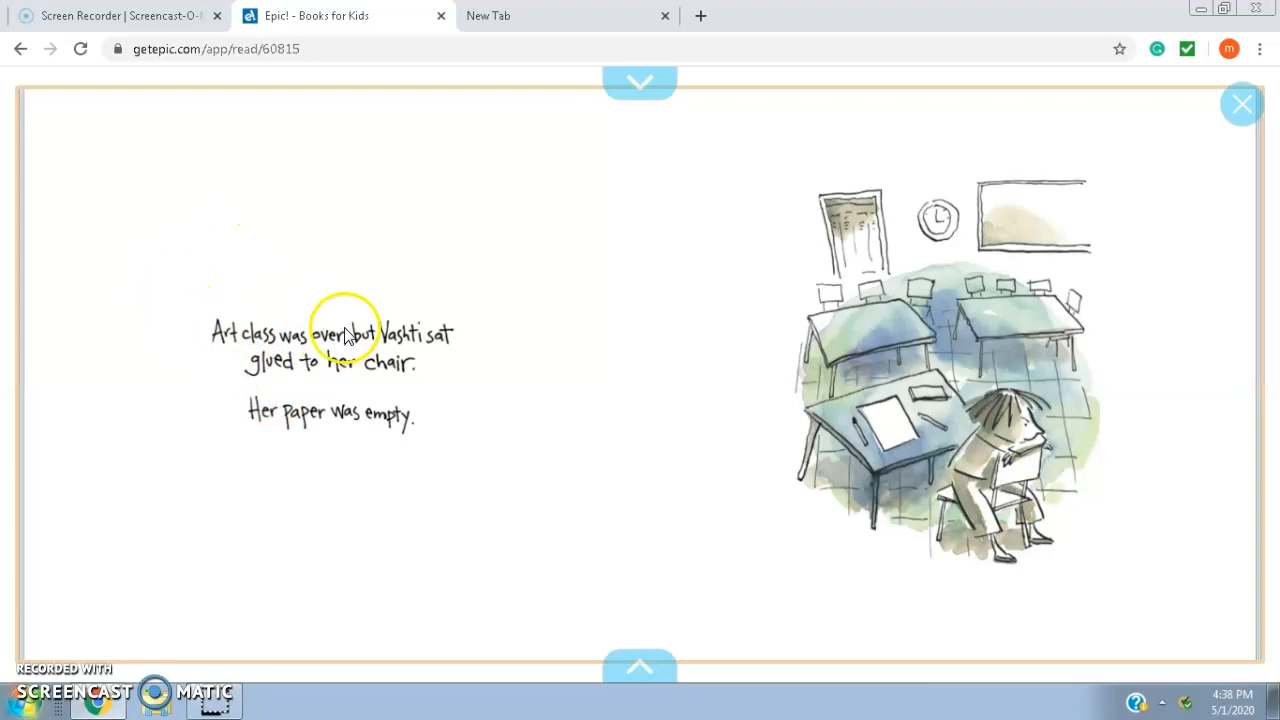 Screen Recorder | Screencast-O-M
Epic! - Books for Kids
New Tab
getepic.com/app/read/60815
m
Art class was over but Vashti sat
glued to her chair.
Her paper was empty.
RECORDED WITH
SCREENCAST MATIC
4:38 PM
5/1/2020